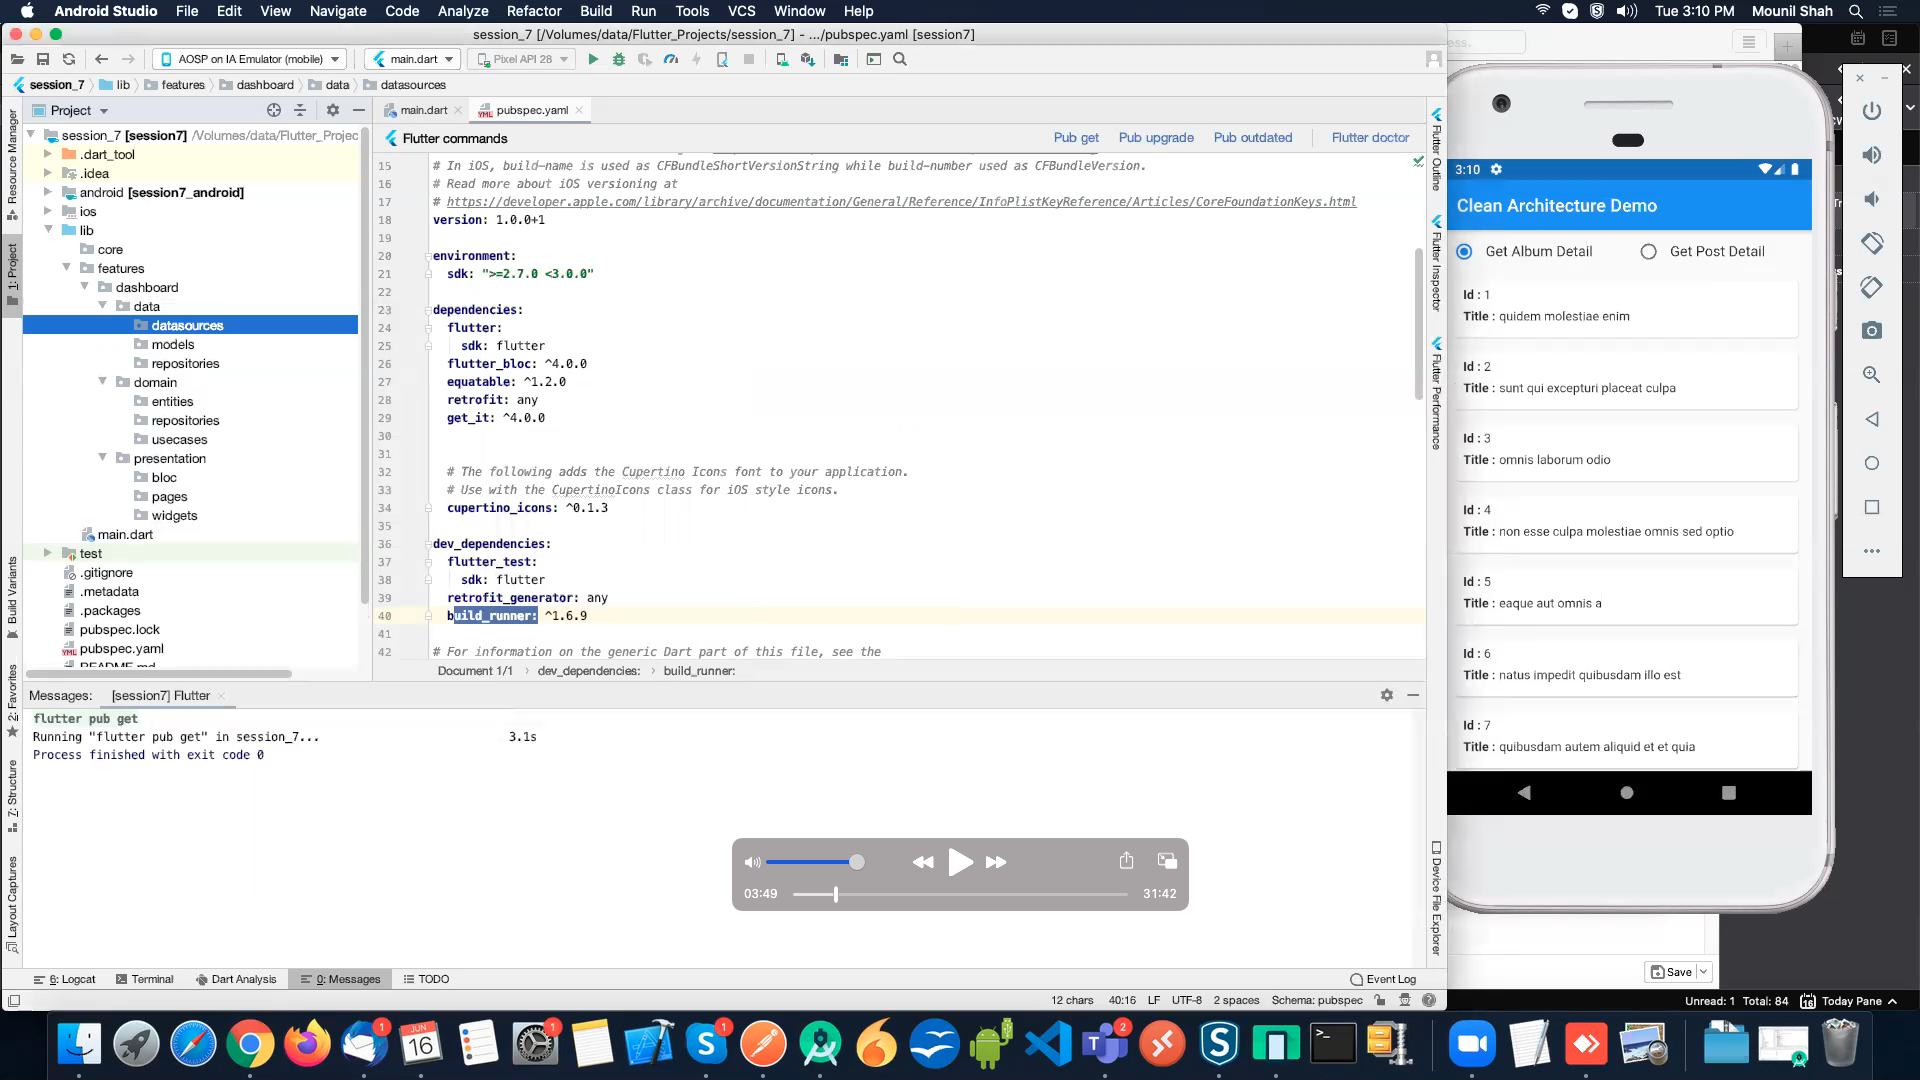 Android Studio File Edit View Navigate Code Analyze Refactor Build Run Tools VCS Window Help
Tue 3:10 PM Mounil Shah
session_7 [/Volumes/data/Flutter_Projects/session_7] - .../pubspec.yaml [session7]
AOSP on IA Emulator (mobile) main.dart Pixel API 28
session_7 lib features dashboard data datasources
Project
main.dart pubspec.yaml
Flutter commands
Pub get Pub upgrade Pub outdated Flutter doctor
Resource Manager
1: Project
Build Variants
2: Favorites
7: Structure
Layout Captures
session_7 [session7] /Volumes/data/Flutter_Projec
.dart_tool
.idea
android [session7_android]
ios
lib
core
features
dashboard
data
datasources
models
repositories
domain
entities
repositories
usecases
presentation
bloc
pages
widgets
main.dart
test
.gitignore
.metadata
.packages
pubspec.lock
pubspec.yaml
README.md
15 # In iOS, build-name is used as CFBundleShortVersionString while build-number used as CFBundleVersion.
16 # Read more about iOS versioning at
17 # https://developer.apple.com/library/archive/documentation/General/Reference/InfoPlistKeyReference/Articles/CoreFoundationKeys.html
18 version: 1.0.0+1
19
20 environment:
21 sdk: ">=2.7.0 <3.0.0"
22
23 dependencies:
24 flutter:
25 sdk: flutter
26 flutter_bloc: ^4.0.0
27 equatable: ^1.2.0
28 retrofit: any
29 get_it: ^4.0.0
30
31
32 # The following adds the Cupertino Icons font to your application.
33 # Use with the CupertinoIcons class for iOS style icons.
34 cupertino_icons: ^0.1.3
35
36 dev_dependencies:
37 flutter_test:
38 sdk: flutter
39 retrofit_generator: any
40 build_runner: ^1.6.9
41
42 # For information on the generic Dart part of this file, see the
Document 1/1 dev_dependencies: build_runner:
Flutter Outline
Flutter Inspector
Flutter Performance
Device File Explorer
Messages: [session7] Flutter
flutter pub get
Running "flutter pub get" in session_7... 3.1s
Process finished with exit code 0
03:49 31:42
6: Logcat Terminal Dart Analysis 0: Messages TODO Event Log
12 chars 40:16 LF UTF-8 2 spaces Schema: pubspec
3:10
Clean Architecture Demo
Get Album Detail Get Post Detail
Id : 1
Title : quidem molestiae enim
Id : 2
Title : sunt qui excepturi placeat culpa
Id : 3
Title : omnis laborum odio
Id : 4
Title : non esse culpa molestiae omnis sed optio
Id : 5
Title : eaque aut omnis a
Id : 6
Title : natus impedit quibusdam illo est
Id : 7
Title : quibusdam autem aliquid et et quia
Save
Unread: 1 Total: 84 16 Today Pane
1
JUN
16
1
1
2